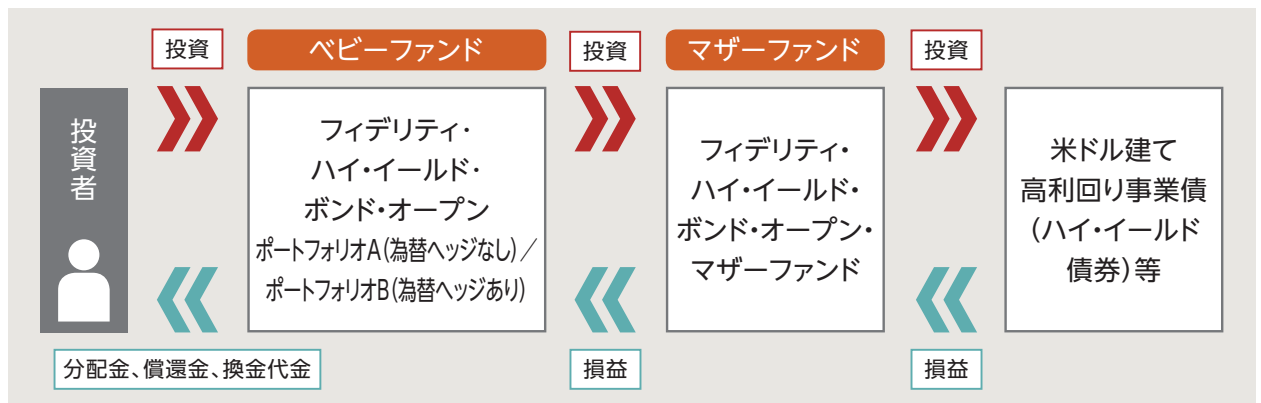 投資
ベビーファンド
投資
マザーファンド
投資
投資者
フィデリティ・
ハイ・イールド・
ボンド・オープン
ポートフォリオA(為替ヘッジなし)／
ポートフォリオB(為替ヘッジあり)
フィデリティ・
ハイ・イールド・
ボンド・オープン・
マザーファンド
米ドル建て
高利回り事業債
(ハイ・イールド
債券)等
分配金、償還金、換金代金
損益
損益